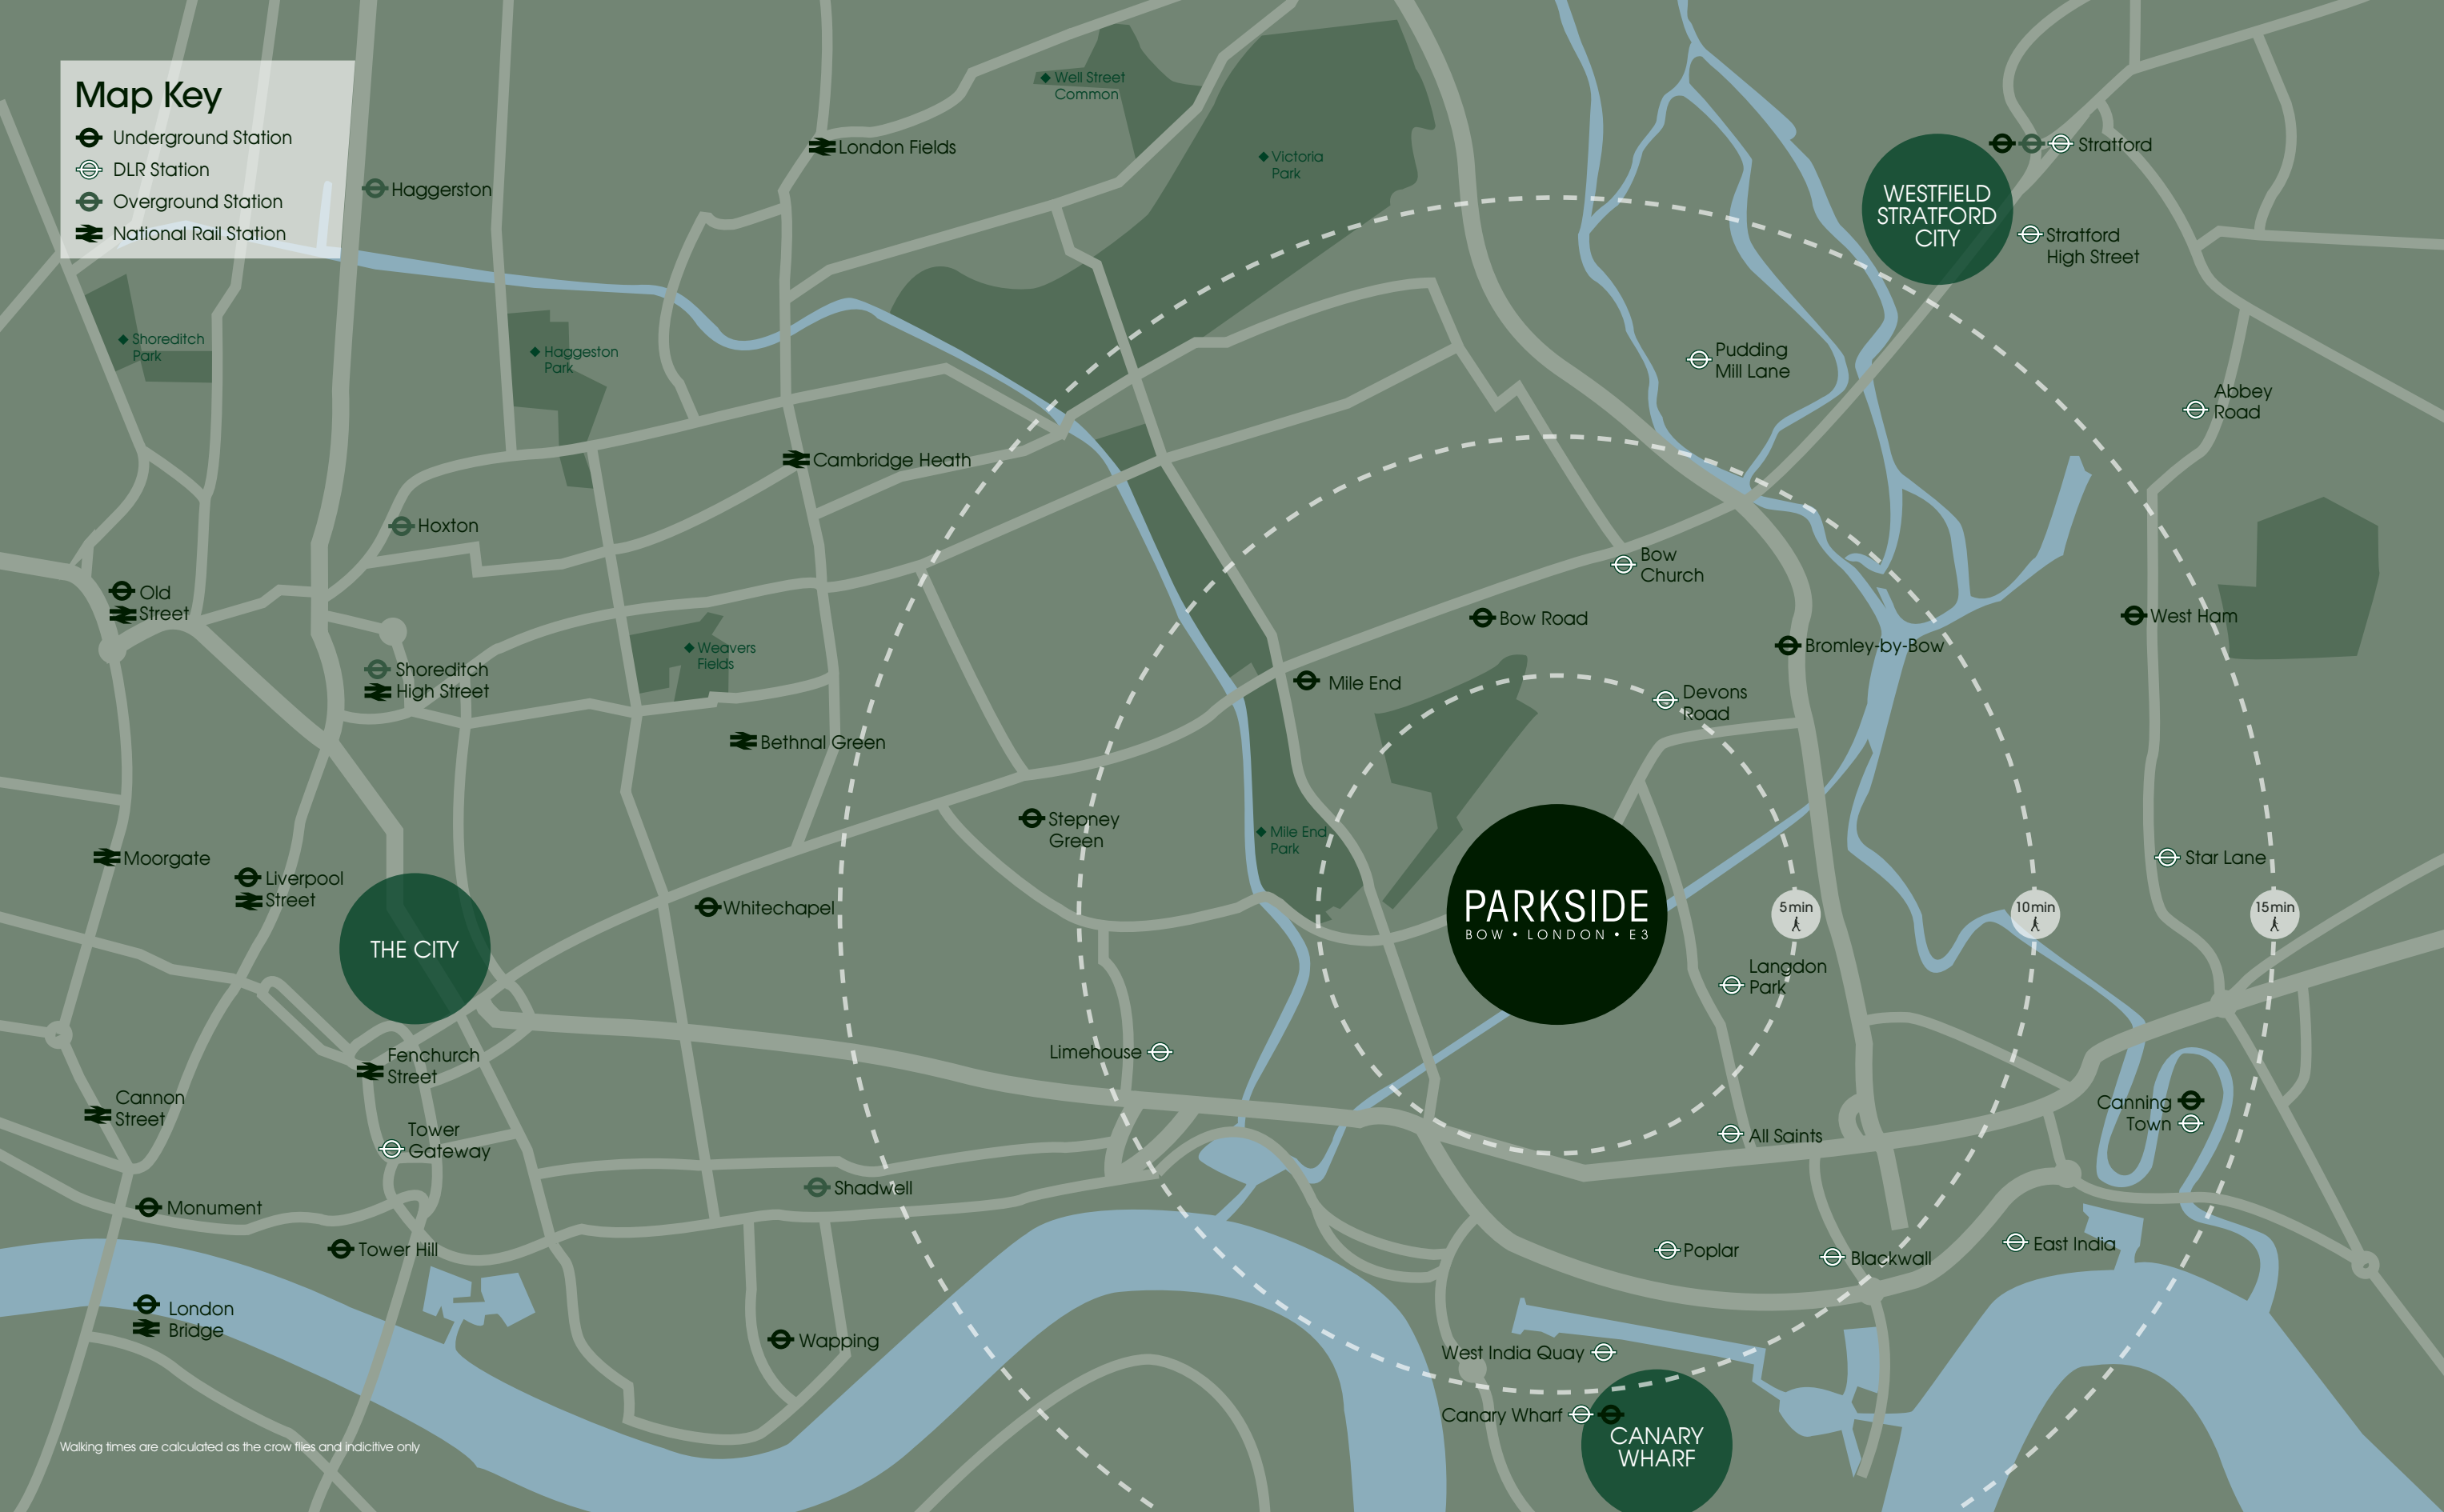 Map Key
Underground Station
DLR Station
Overground Station
National Rail Station
Well Street
Common
London Fields
Victoria
Park
Stratford
WESTFIELD
STRATFORD
CITY
Stratford
High Street
Haggerston
Shoreditch
Park
Haggeston
Park
Pudding
Mill Lane
Abbey
Road
Cambridge Heath
Hoxton
Bow
Church
Old
Street
Bow Road
West Ham
Bromley-by-Bow
Weavers
Fields
Shoreditch
High Street
Mile End
Devons
Road
Bethnal Green
Stepney
Green
Mile End
Park
Moorgate
Liverpool
Street
Star Lane
Whitechapel
PARKSIDE
BOW • LONDON • E3
5min
10min
15min
THE CITY
Langdon
Park
Limehouse
Fenchurch
Street
Cannon
Street
Canning
Town
Tower
Gateway
All Saints
Shadwell
Monument
Tower Hill
Poplar
Blackwall
East India
London
Bridge
Wapping
West India Quay
Canary Wharf
CANARY
WHARF
Walking times are calculated as the crow flies and indicitive only